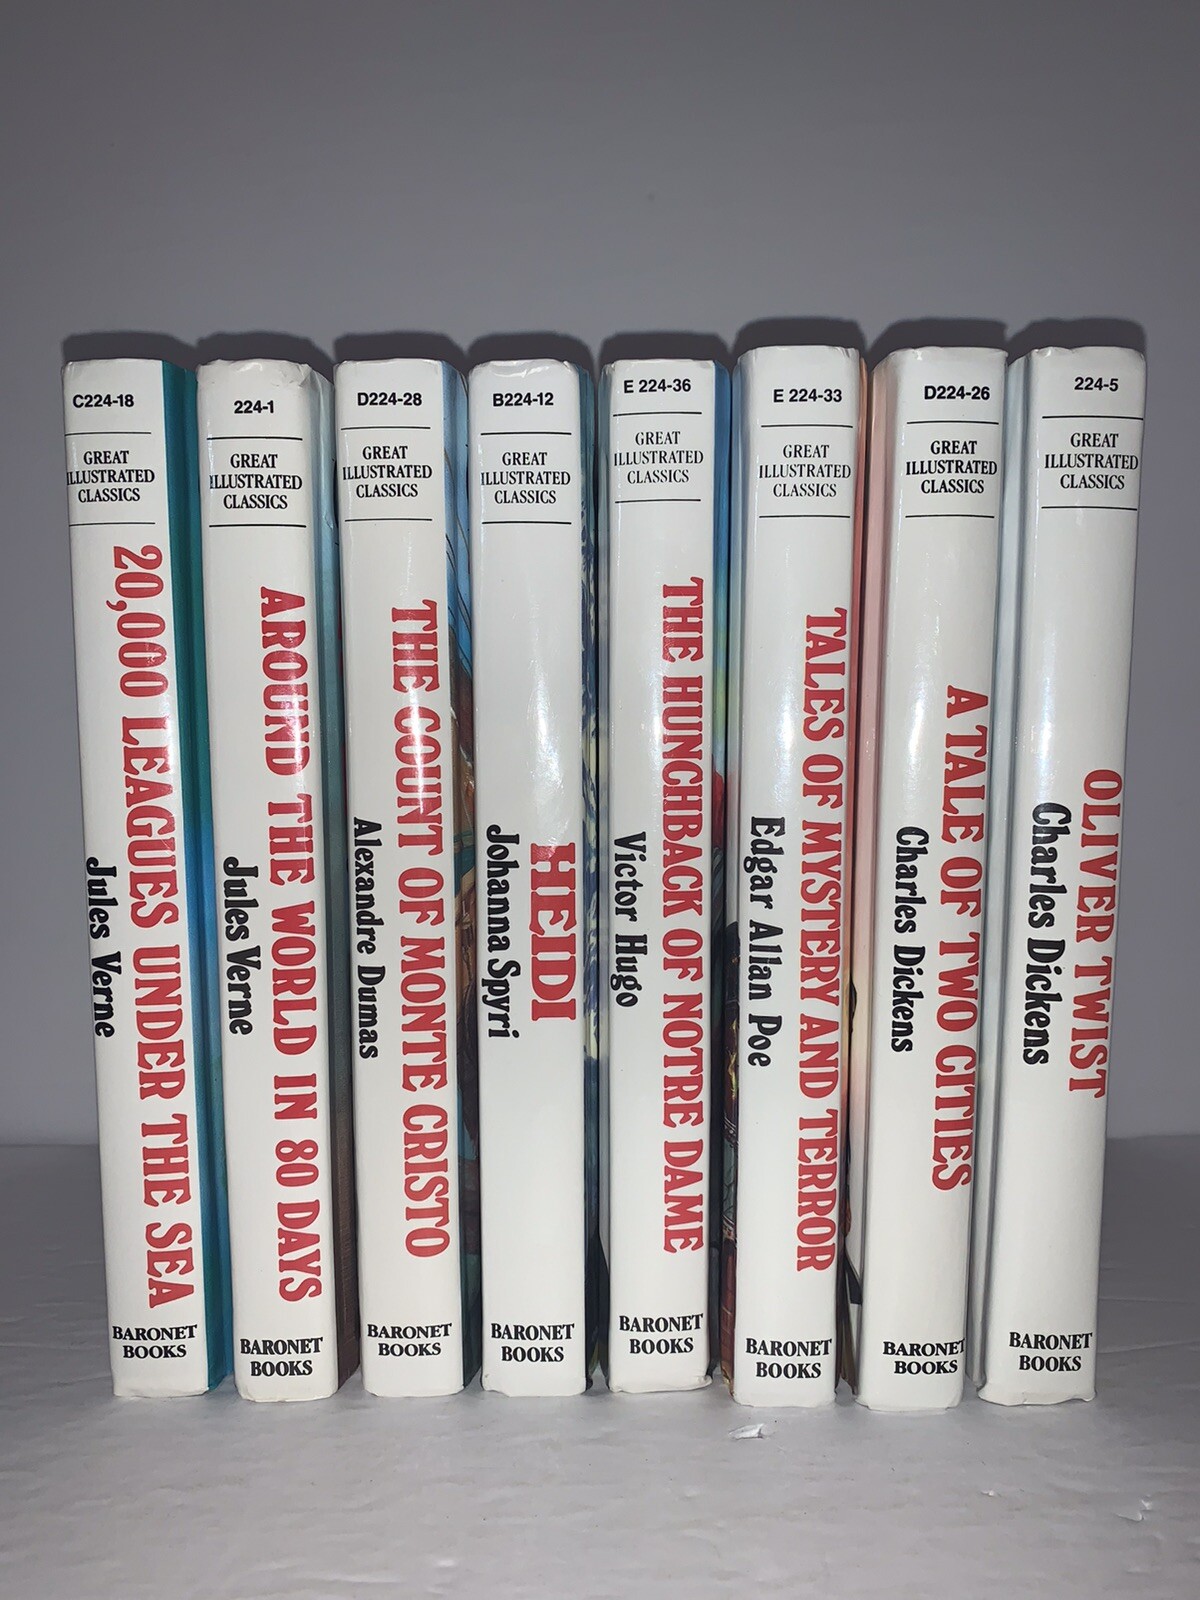 C224-18
GREAT
ILLUSTRATED
CLASSICS
20,000 LEAGUES UNDER THE SEA
Jules Verne
BARONET
BOOKS
224-1
GREAT
ILLUSTRATED
CLASSICS
AROUND THE WORLD IN 80 DAYS
Jules Verne
BARONET
BOOKS
D224-28
GREAT
ILLUSTRATED
CLASSICS
THE COUNT OF MONTE CRISTO
Alexandre Dumas
BARONET
BOOKS
B224-12
GREAT
ILLUSTRATED
CLASSICS
HEIDI
Johanna Spyri
BARONET
BOOKS
E 224-36
GREAT
ILLUSTRATED
CLASSICS
THE HUNCHBACK OF NOTRE DAME
Victor Hugo
BARONET
BOOKS
E 224-33
GREAT
ILLUSTRATED
CLASSICS
TALES OF MYSTERY AND TERROR
Edgar Allan Poe
BARONET
BOOKS
D224-26
GREAT
ILLUSTRATED
CLASSICS
A TALE OF TWO CITIES
Charles Dickens
BARONET
BOOKS
224-5
GREAT
ILLUSTRATED
CLASSICS
OLIVER TWIST
Charles Dickens
BARONET
BOOKS